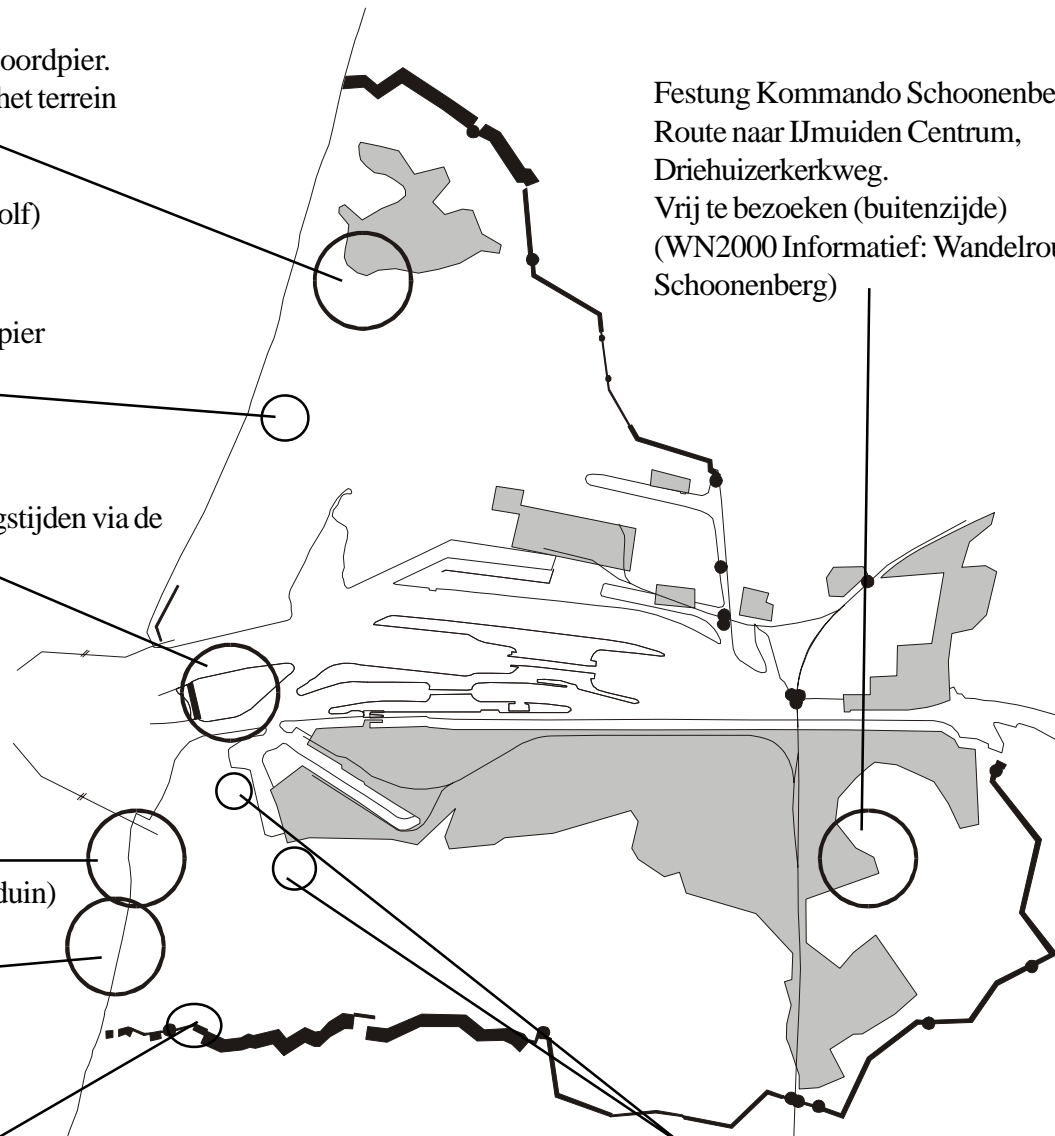 oordpier.
het terrein
olf)
pier
gstijden via de
duin)
Festung Kommando Schoonenbe
Route naar IJmuiden Centrum,
Driehuizerkerkweg.
Vrij te bezoeken (buitenzijde)
(WN2000 Informatief: Wandelrou
Schoonenberg)